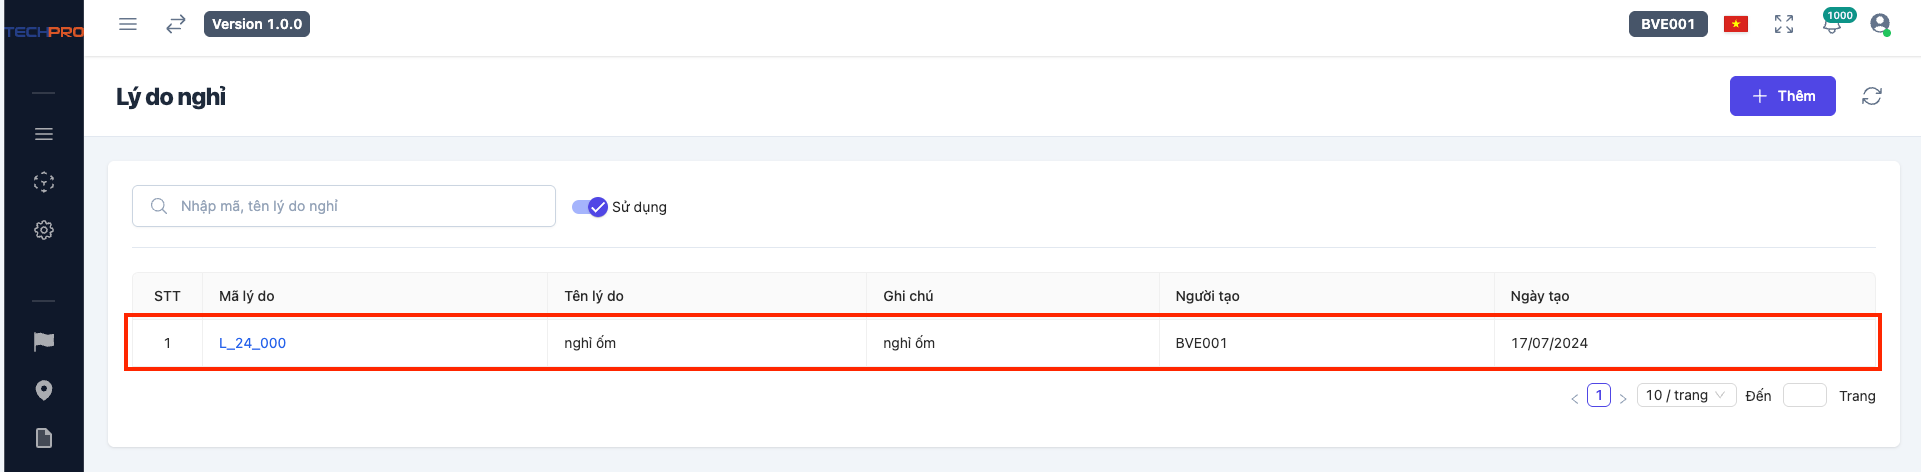 TECHPRO
Version 1.0.0
BVE001
1000
Lý do nghỉ
Thêm
Nhập mã, tên lý do nghỉ
Sử dụng
STT Mã lý do Tên lý do Ghi chú Người tạo Ngày tạo
1 L_24_000 nghỉ ốm nghỉ ốm BVE001 17/07/2024
1 10 / trang Đến Trang